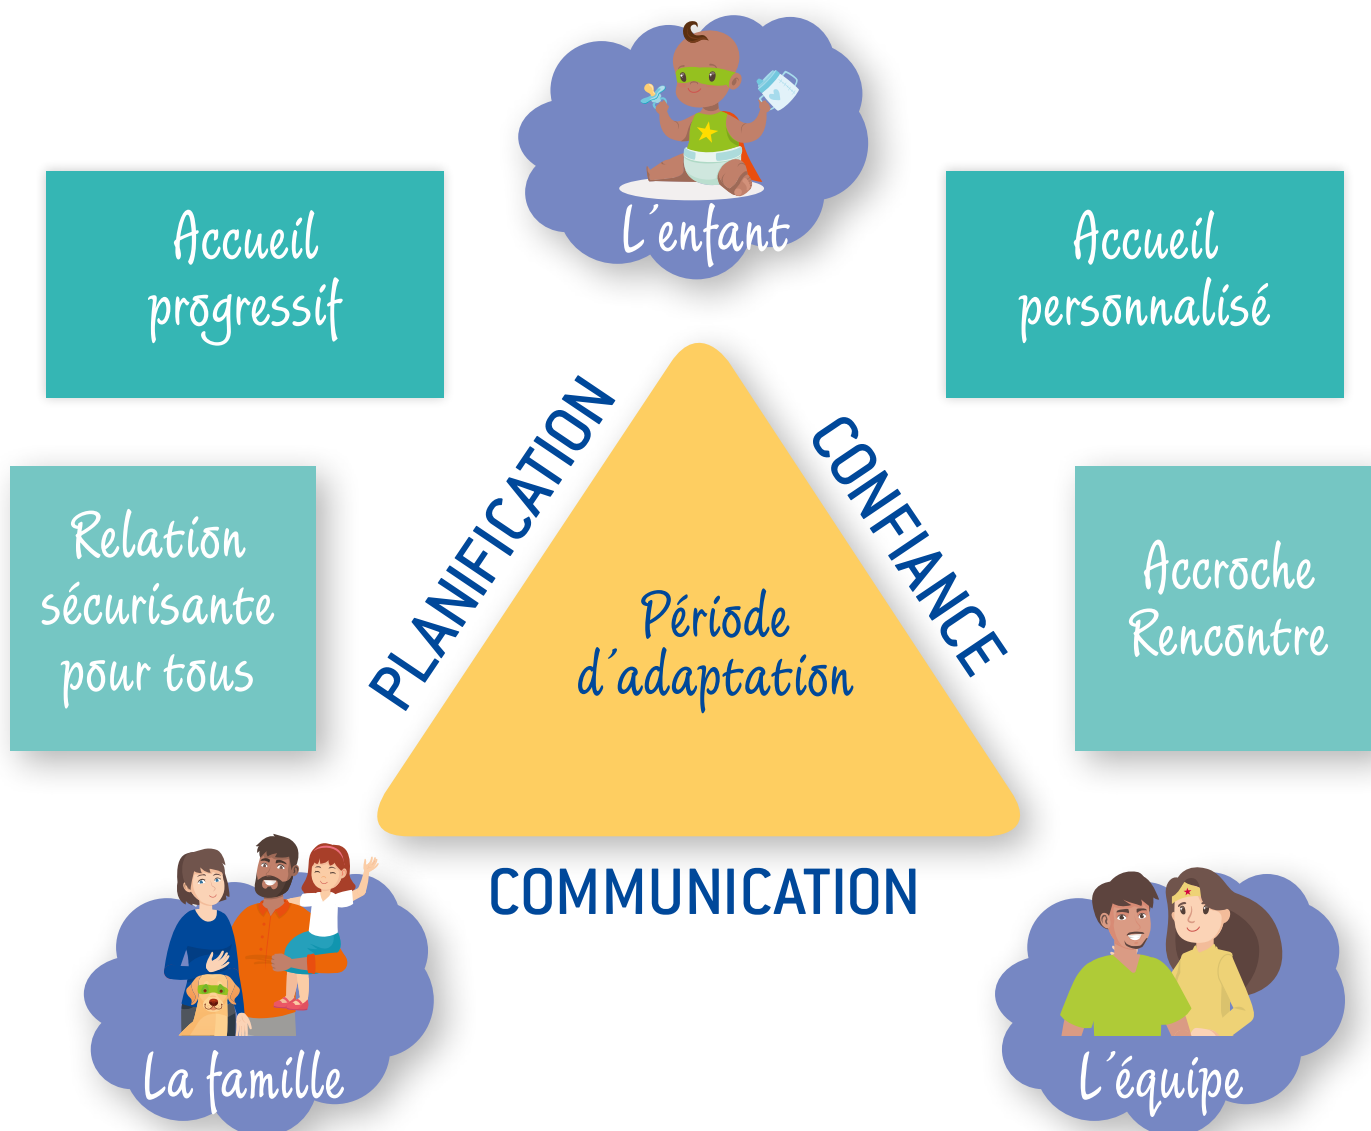 L'enfant
Accueil
progressif
Accueil
personnalisé
PLANIFICATION
CONFIANCE
Relation
sécurisante
pour tous
Période
d'adaptation
Accroche
Rencontre
COMMUNICATION
La famille
L'équipe